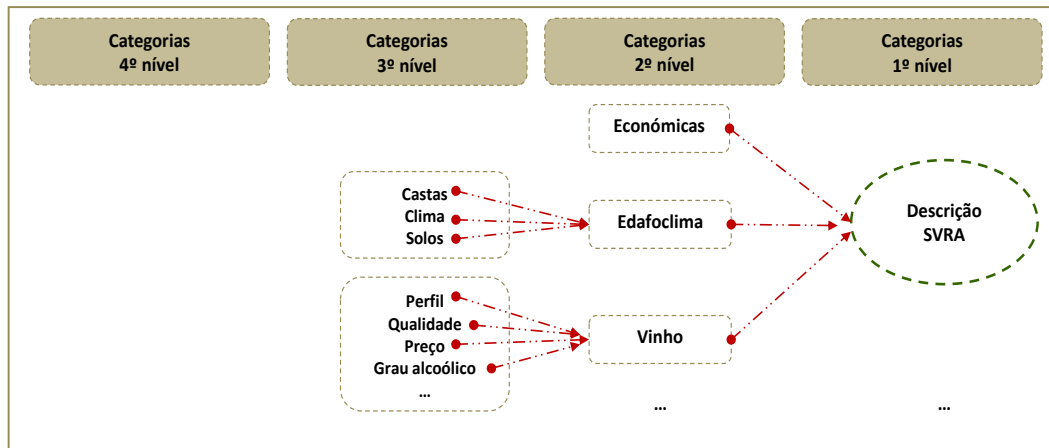 Categorias
4º nível
Categorias
3º nível
Categorias
2º nível
Categorias
1º nível
Económicas
Castas
Clima
Solos
Edafoclima
Descrição
SVRA
Perfil
Qualidade
Preço
Grau alcoólico
...
Vinho
...
...